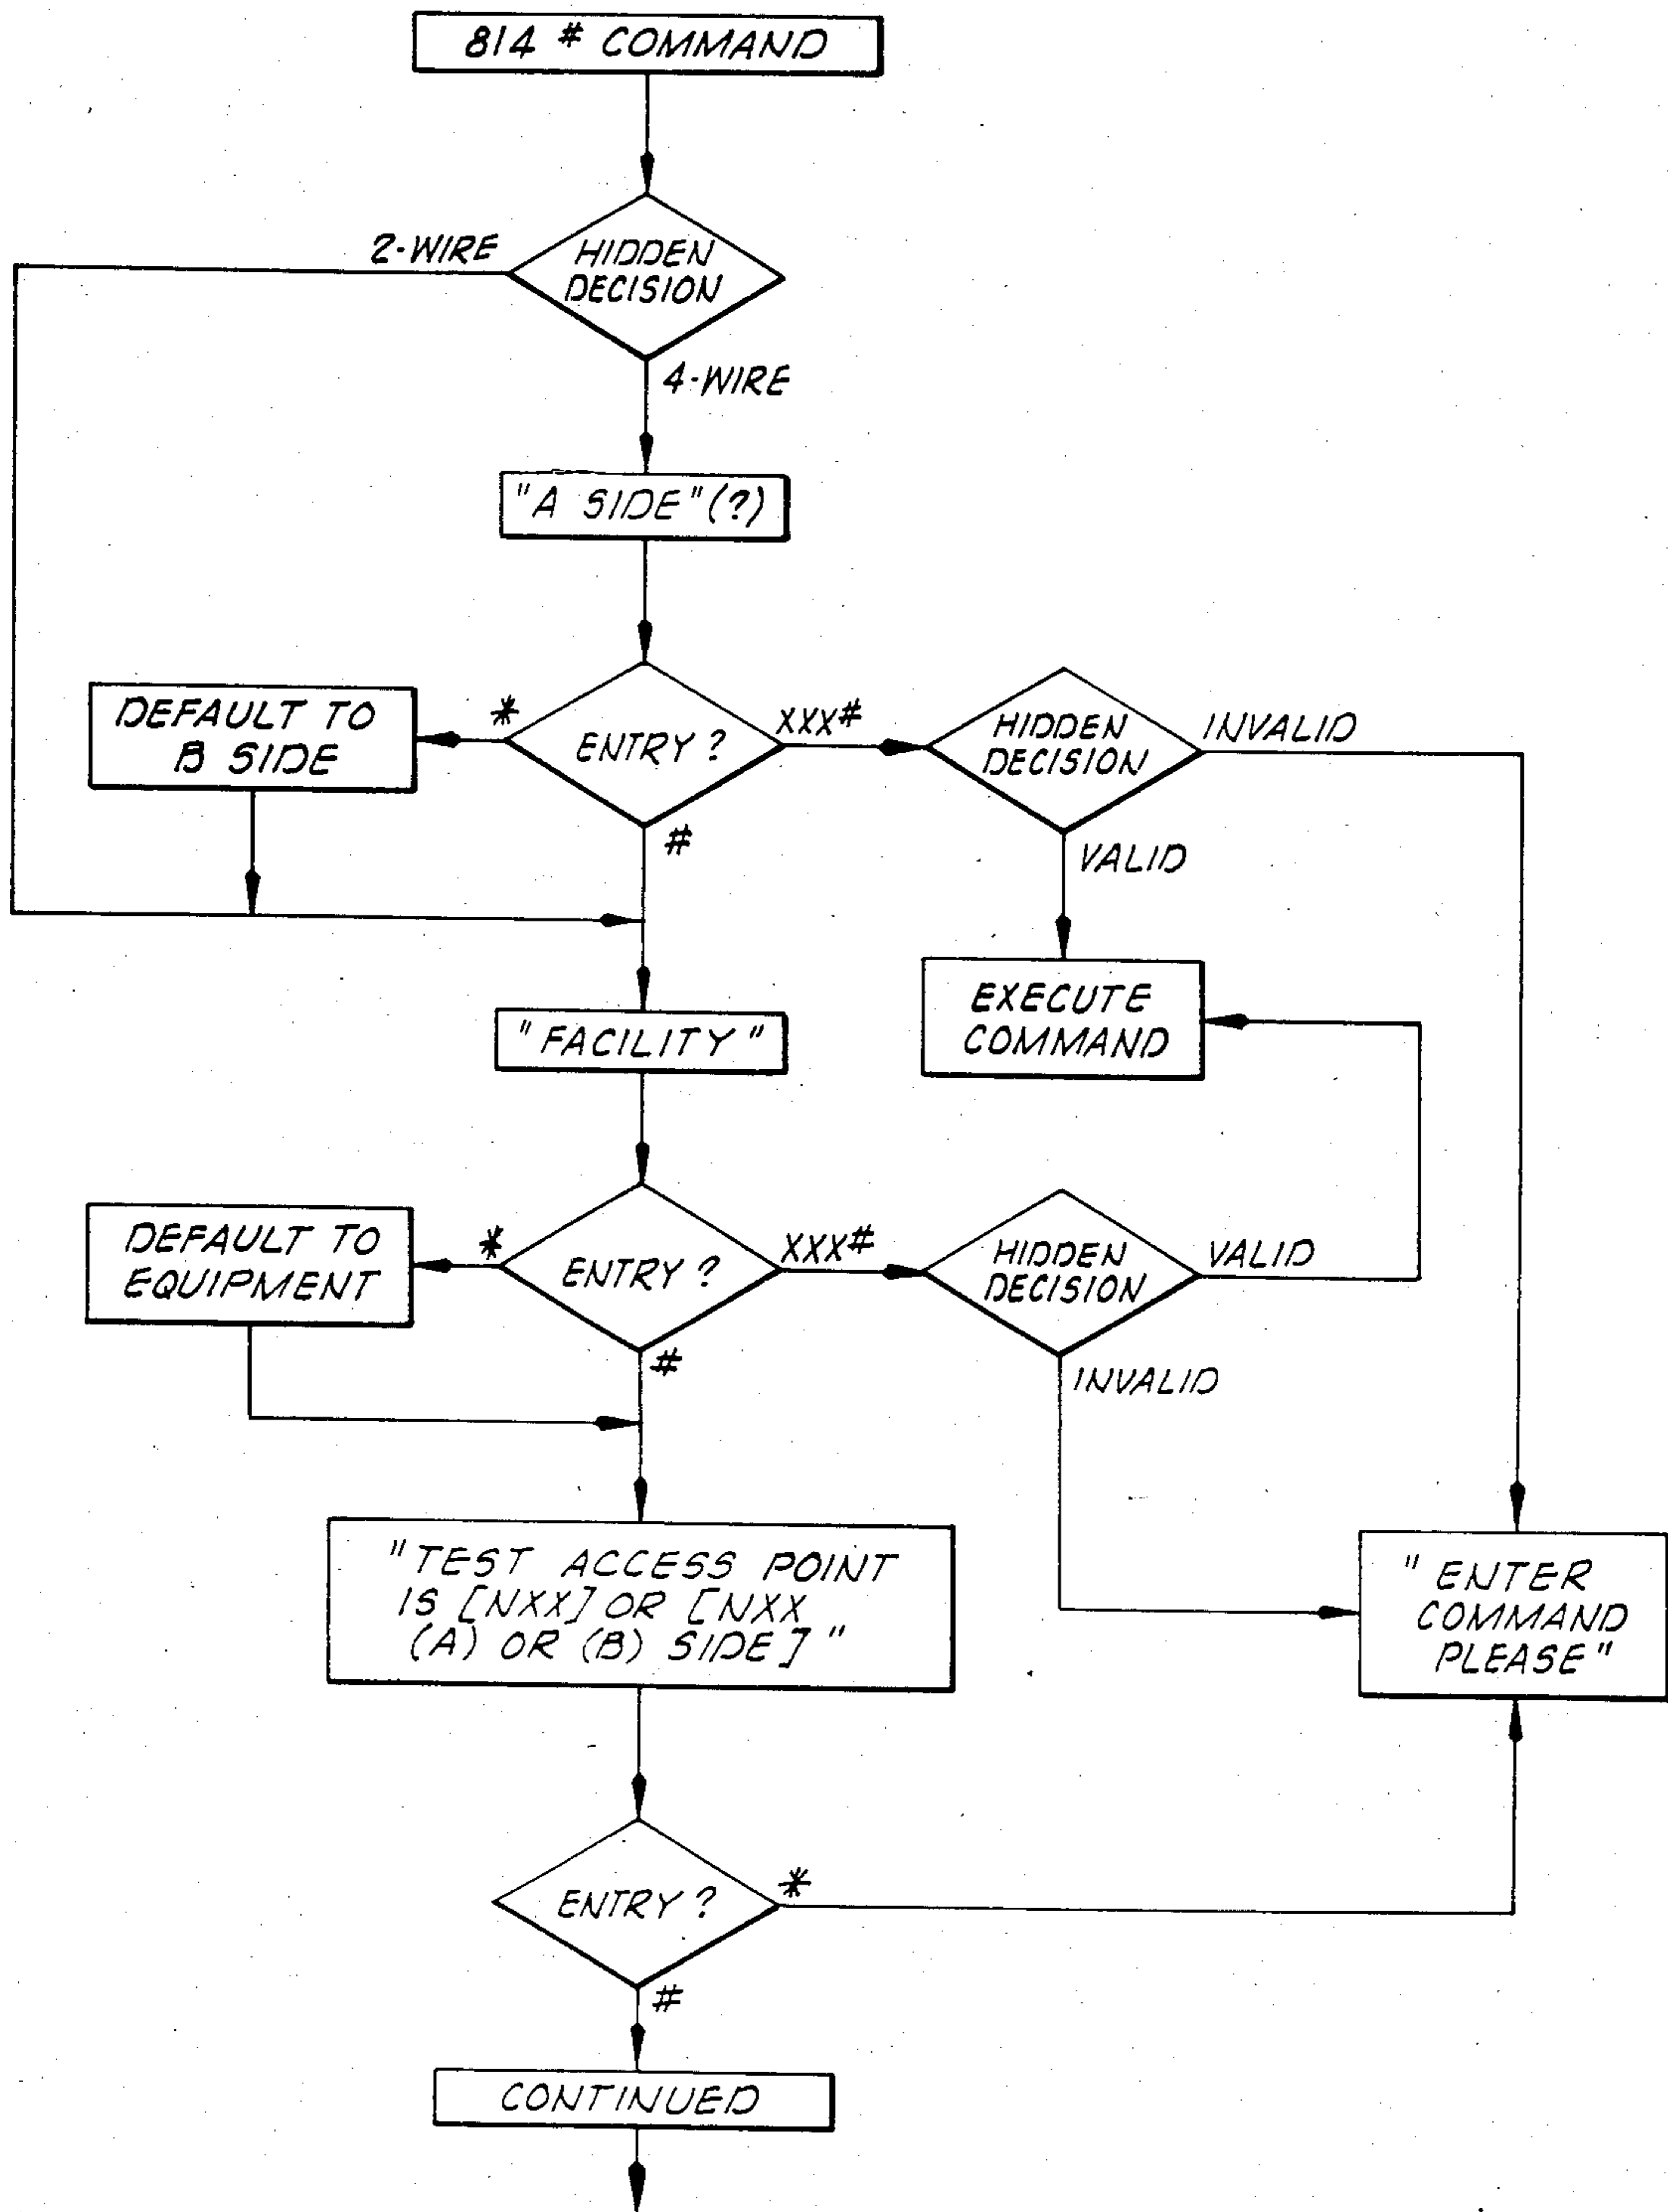 814 # COMMAND
2-WIRE
HIDDEN
DECISION
4-WIRE
"A SIDE"(?)
DEFAULT TO
B SIDE
*
ENTRY ?
XXX#
HIDDEN
DECISION
INVALID
#
VALID
"FACILITY"
EXECUTE
COMMAND
DEFAULT TO
EQUIPMENT
*
ENTRY ?
XXX#
HIDDEN
DECISION
VALID
#
INVALID
"TEST ACCESS POINT
IS [NXX] OR [NXX
(A) OR (B) SIDE]"
"ENTER
COMMAND
PLEASE"
ENTRY ?
*
#
CONTINUED